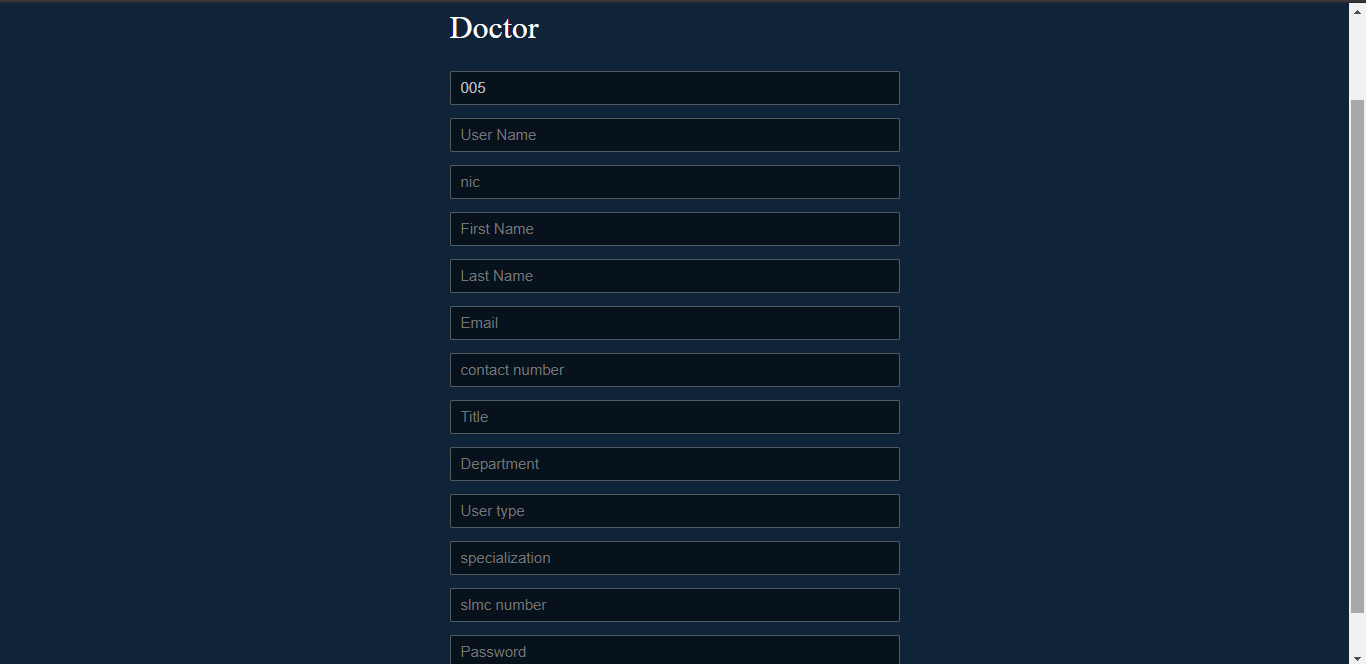 Doctor
005
User Name
nic
First Name
Last Name
Email
contact number
Title
Department
User type
specialization
slmc number
Password